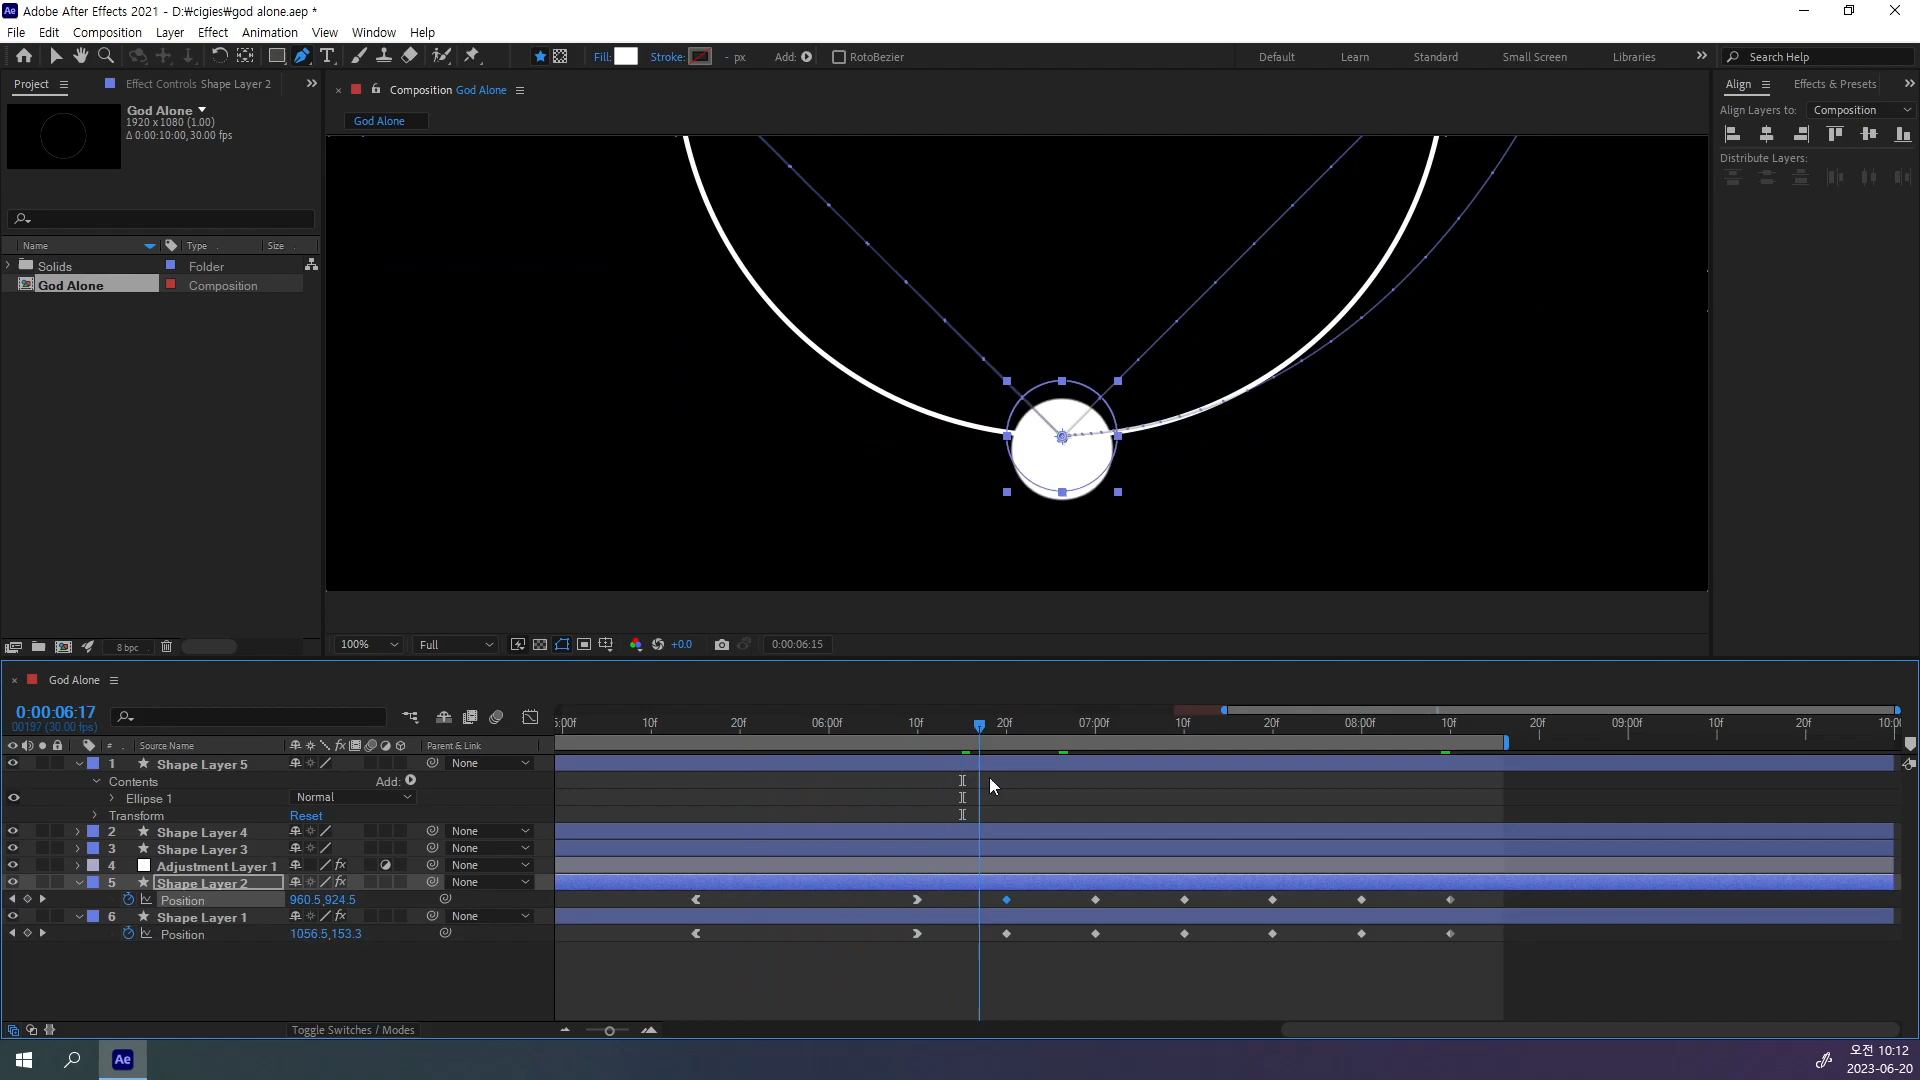 Ae Adobe After Effects 2021 - D:₩cigies₩god alone.aep *
File Edit Composition Layer Effect Animation View Window Help
Fill: Stroke: - px Add: RotoBezier Default Learn Standard Small Screen Libraries Search Help
Project Effect Controls Shape Layer 2 Composition God Alone Align Effects & Presets
God Alone
1920 x 1080 (1.00)
Δ 0:00:10:00, 30.00 fps
God Alone
Align Layers to: Composition
Distribute Layers:
Name Type Size
Solids Folder
God Alone Composition
8 bpc 100% Full +0.0 0:00:06:15
God Alone
0:00:06:17
00197 (30.00 fps)
5:00f 10f 20f 06:00f 10f 20f 07:00f 10f 20f 08:00f 10f 20f 09:00f 10f 20f 10:00
# Source Name fx Parent & Link
1 Shape Layer 5 None
Contents Add:
Ellipse 1 Normal
Transform Reset
2 Shape Layer 4 None
3 Shape Layer 3 None
4 Adjustment Layer 1 fx None
5 Shape Layer 2 fx None
Position 960.5,924.5
6 Shape Layer 1 fx None
Position 1056.5,153.3
Toggle Switches / Modes
Ae
오전 10:12
2023-06-20